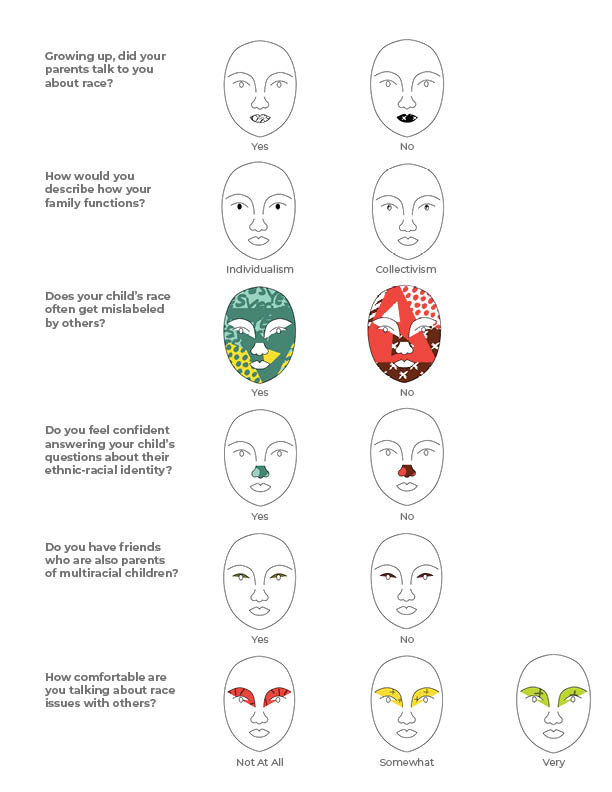 Growing up, did your
parents talk to you
about race?
Yes
No
How would you
describe how your
family functions?
Individualism
Collectivism
Does your child's race
often get mislabeled
by others?
Yes
No
Do you feel confident
answering your child's
questions about their
ethnic-racial identity?
Yes
No
Do you have friends
who are also parents
of multiracial children?
Yes
No
How comfortable are
you talking about race
issues with others?
Not At All
Somewhat
Very